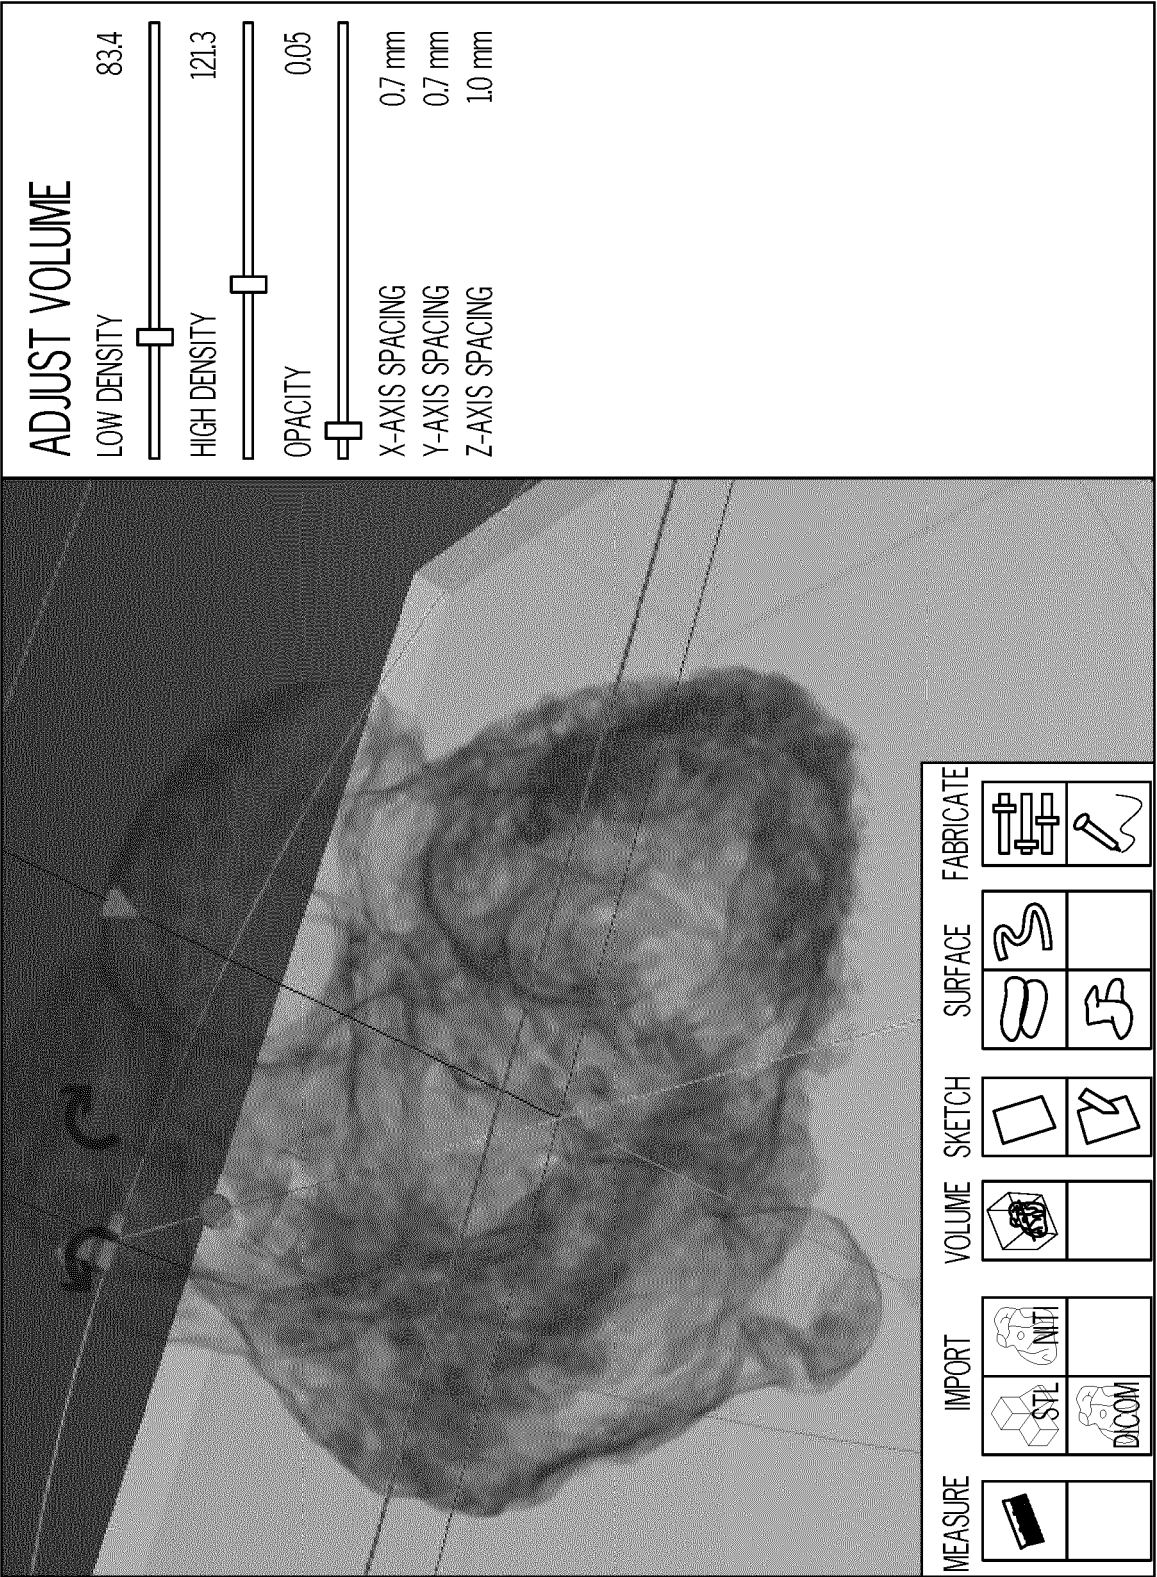 ADJUST VOLUME
LOW DENSITY 83.4
HIGH DENSITY 121.3
OPACITY 0.05
X-AXIS SPACING 0.7 mm
Y-AXIS SPACING 0.7 mm
Z-AXIS SPACING 1.0 mm
MEASURE IMPORT VOLUME SKETCH SURFACE FABRICATE
STL NITI
DICOM